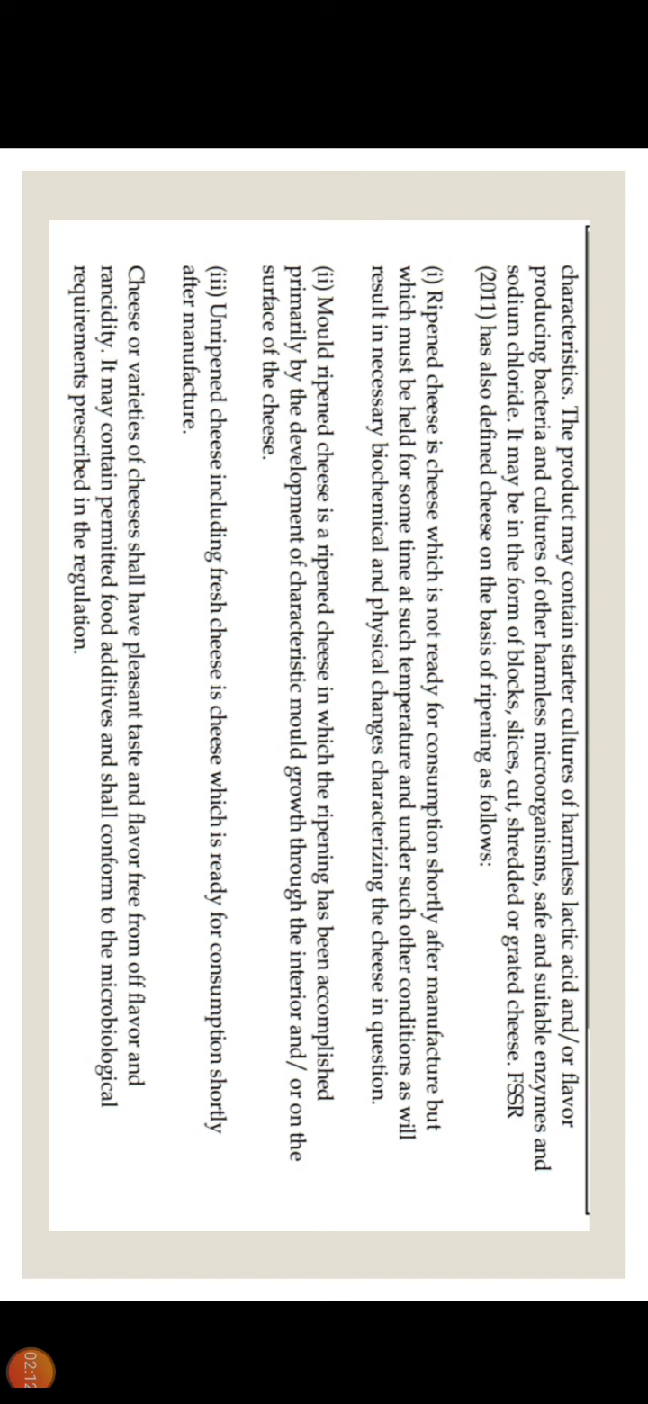 characteristics. The product may contain starter cultures of harmless lactic acid and/or flavor
producing bacteria and cultures of other harmless microorganisms, safe and suitable enzymes and
sodium chloride. It may be in the form of blocks, slices, cut, shredded or grated cheese. FSSR
(2011) has also defined cheese on the basis of ripening as follows:
(i) Ripened cheese is cheese which is not ready for consumption shortly after manufacture but
which must be held for some time at such temperature and under such other conditions as will
result in necessary biochemical and physical changes characterizing the cheese in question.
(ii) Mould ripened cheese is a ripened cheese in which the ripening has been accomplished
primarily by the development of characteristic mould growth through the interior and/ or on the
surface of the cheese.
(iii) Unripened cheese including fresh cheese is cheese which is ready for consumption shortly
after manufacture.
Cheese or varieties of cheeses shall have pleasant taste and flavor free from off flavor and
rancidity. It may contain permitted food additives and shall conform to the microbiological
requirements prescribed in the regulation.